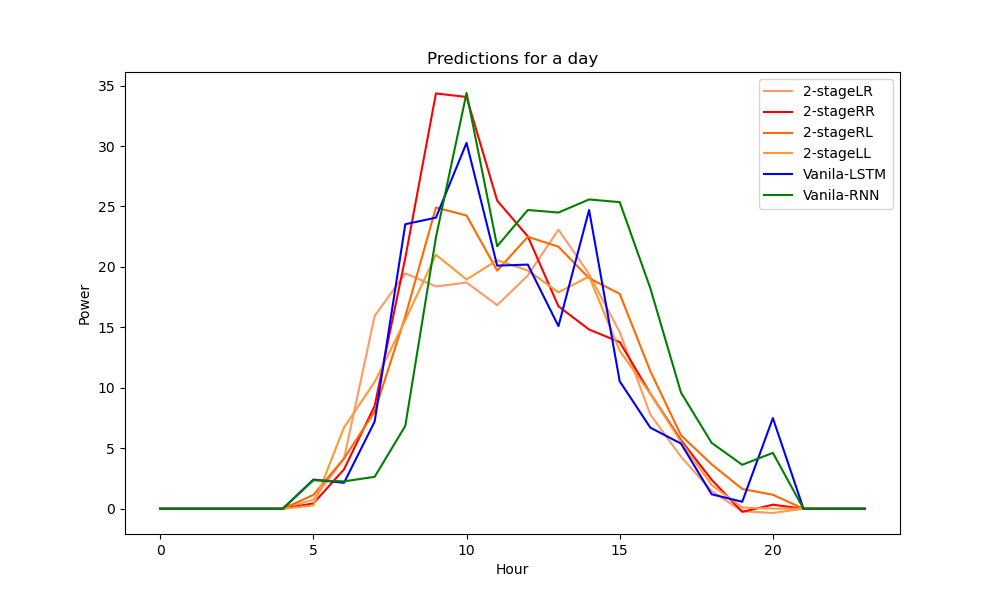 Predictions for a day
35
30
25
20
15
10
5
0
Power
2-stageLR
2-stageRR
2-stageRL
2-stageLL
Vanila-LSTM
Vanila-RNN
0 5 10 15 20
Hour